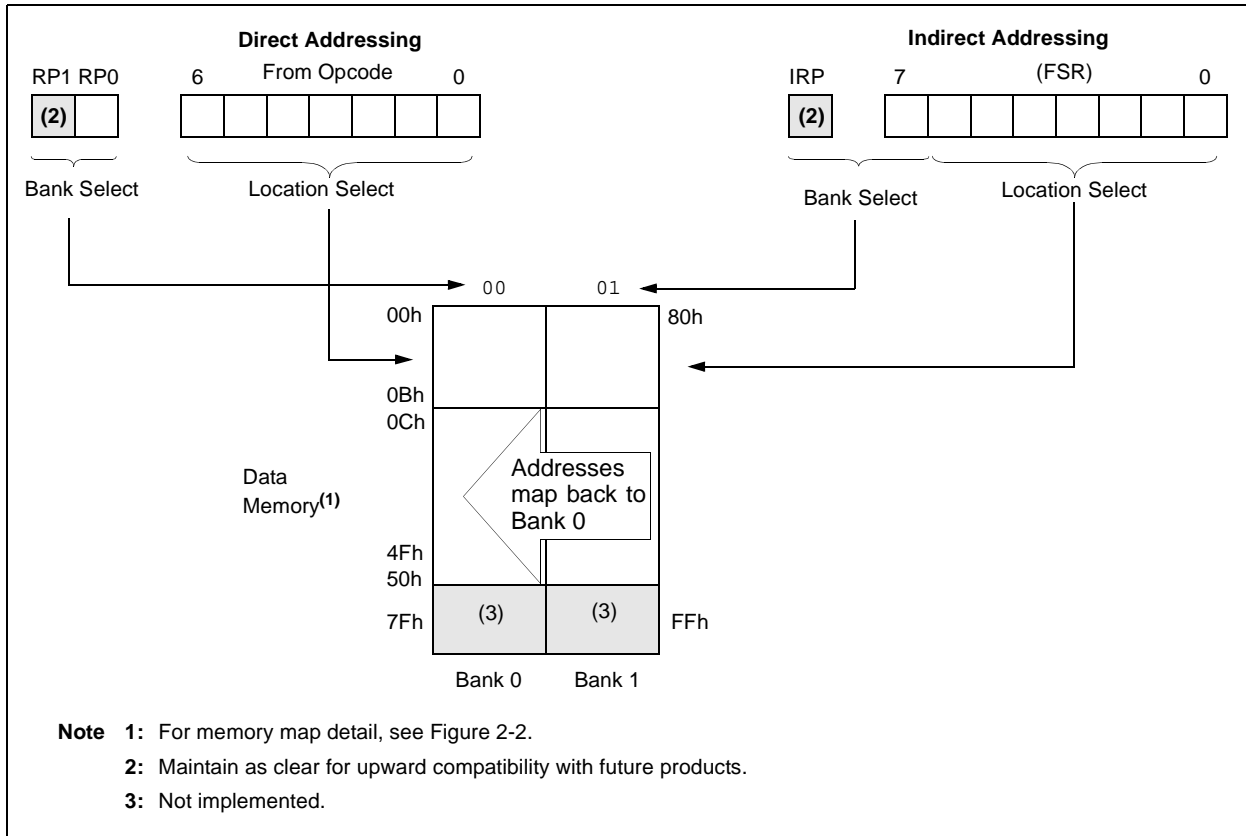 Direct Addressing
Indirect Addressing
RP1 RP0
6 From Opcode 0
IRP
7 (FSR) 0
(2)
(2)
Bank Select
Location Select
Bank Select
Location Select
00 01
00h
80h
0Bh
0Ch
Data
Memory(1)
Addresses
map back to
Bank 0
4Fh
50h
7Fh
(3)
(3)
FFh
Bank 0
Bank 1
Note 1: For memory map detail, see Figure 2-2.
2: Maintain as clear for upward compatibility with future products.
3: Not implemented.